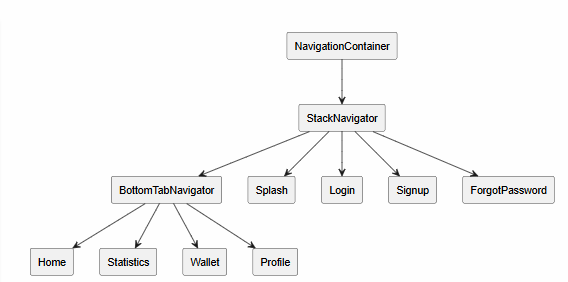 NavigationContainer
StackNavigator
BottomTabNavigator
Splash
Login
Signup
ForgotPassword
Home
Statistics
Wallet
Profile